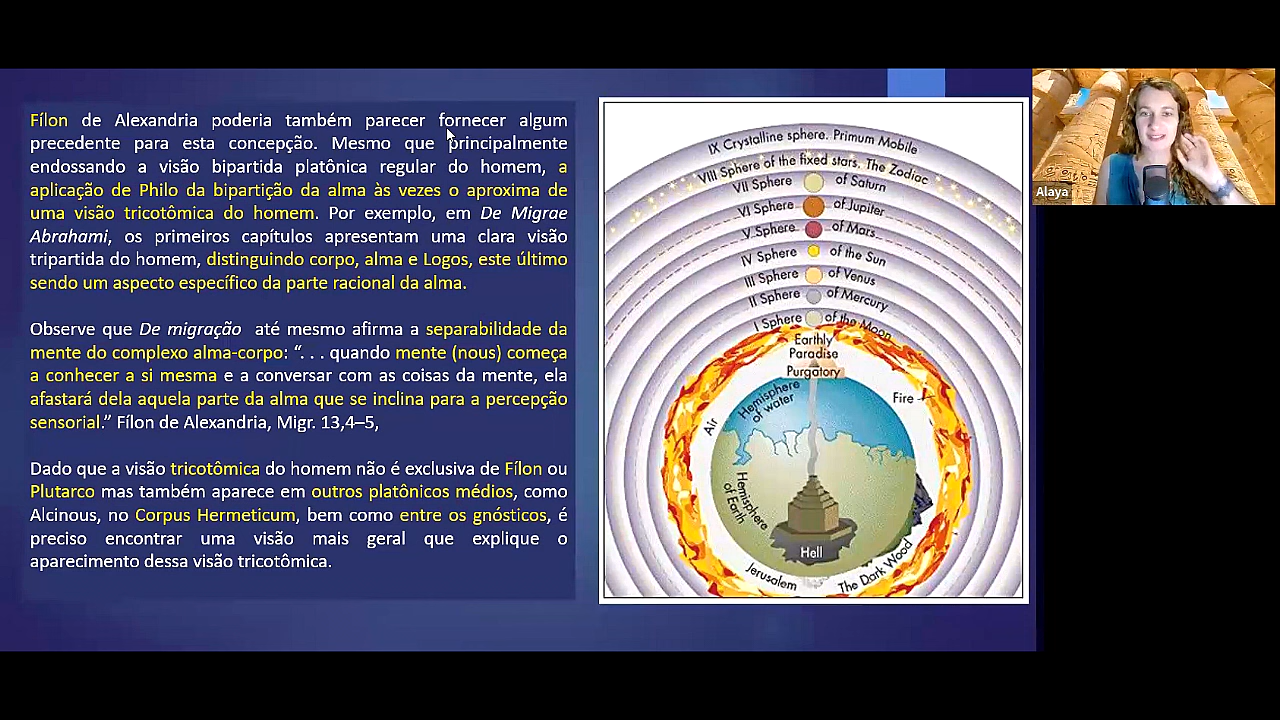 Fílon de Alexandria poderia também parecer fornecer algum
precedente para esta concepção. Mesmo que principalmente
endossando a visão bipartida platônica regular do homem, a
aplicação de Philo da bipartição da alma às vezes o aproxima de
uma visão tricotômica do homem. Por exemplo, em De Migrae
Abrahami, os primeiros capítulos apresentam uma clara visão
tripartida do homem, distinguindo corpo, alma e Logos, este último
sendo um aspecto específico da parte racional da alma.
Observe que De migração até mesmo afirma a separabilidade da
mente do complexo alma-corpo: “. . . quando mente (nous) começa
a conhecer a si mesma e a conversar com as coisas da mente, ela
afastará dela aquela parte da alma que se inclina para a percepção
sensorial.” Fílon de Alexandria, Migr. 13,4–5,
Dado que a visão tricotômica do homem não é exclusiva de Fílon ou
Plutarco mas também aparece em outros platônicos médios, como
Alcinous, no Corpus Hermeticum, bem como entre os gnósticos, é
preciso encontrar uma visão mais geral que explique o
aparecimento dessa visão tricotômica.
IX Crystalline sphere. Primum Mobile
VIII Sphere of the fixed stars. The Zodiac
VII Sphere of Saturn
VI Sphere of Jupiter
V Sphere of Mars
IV Sphere of the Sun
III Sphere of Venus
II Sphere of Mercury
I Sphere of the Moon
Earthly
Paradise
Purgatory
Hemisphere
of water
Fire
Air
Hemisphere
of Earth
Hell
Jerusalem
The Dark Wood
Alaya